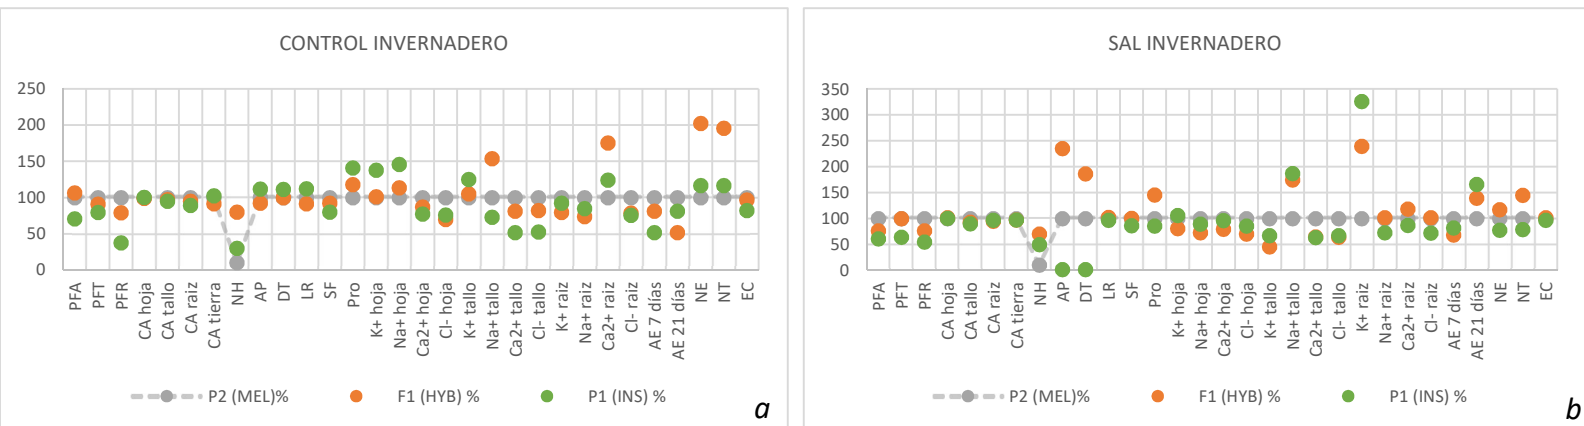 CONTROL INVERNADERO
250
200
150
100
50
0
PFA
PFT
PFR
CA hoja
CA tallo
CA raiz
CA tierra
NH
AP
DT
LR
SF
Pro
K+ hoja
Na+ hoja
Ca2+ hoja
Cl- hoja
K+ tallo
Na+ tallo
Ca2+ tallo
Cl- tallo
K+ raiz
Na+ raiz
Ca2+ raiz
Cl- raiz
AE 7 días
AE 21 días
NE
NT
EC
P2 (MEL)% F1 (HYB) % P1 (INS) %
a
SAL INVERNADERO
350
300
250
200
150
100
50
0
PFA
PFT
PFR
CA hoja
CA tallo
CA raiz
CA tierra
NH
AP
DT
LR
SF
Pro
K+ hoja
Na+ hoja
Ca2+ hoja
Cl- hoja
K+ tallo
Na+ tallo
Ca2+ tallo
Cl- tallo
K+ raiz
Na+ raiz
Ca2+ raiz
Cl- raiz
AE 7 días
AE 21 días
NE
NT
EC
P2 (MEL)% F1 (HYB) % P1 (INS) %
b